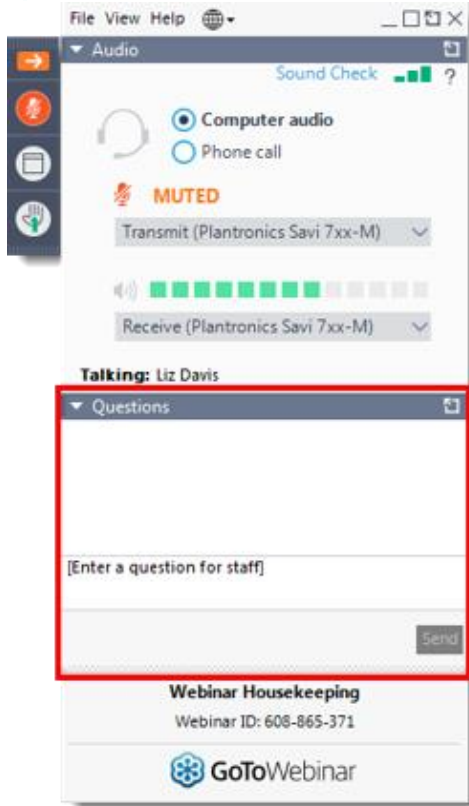 File View Help
Audio
Sound Check ?
Computer audio
Phone call
MUTED
Transmit (Plantronics Savi 7xx-M)
Receive (Plantronics Savi 7xx-M)
Talking: Liz Davis
Questions
[Enter a question for staff]
Send
Webinar Housekeeping
Webinar ID: 608-865-371
GoToWebinar